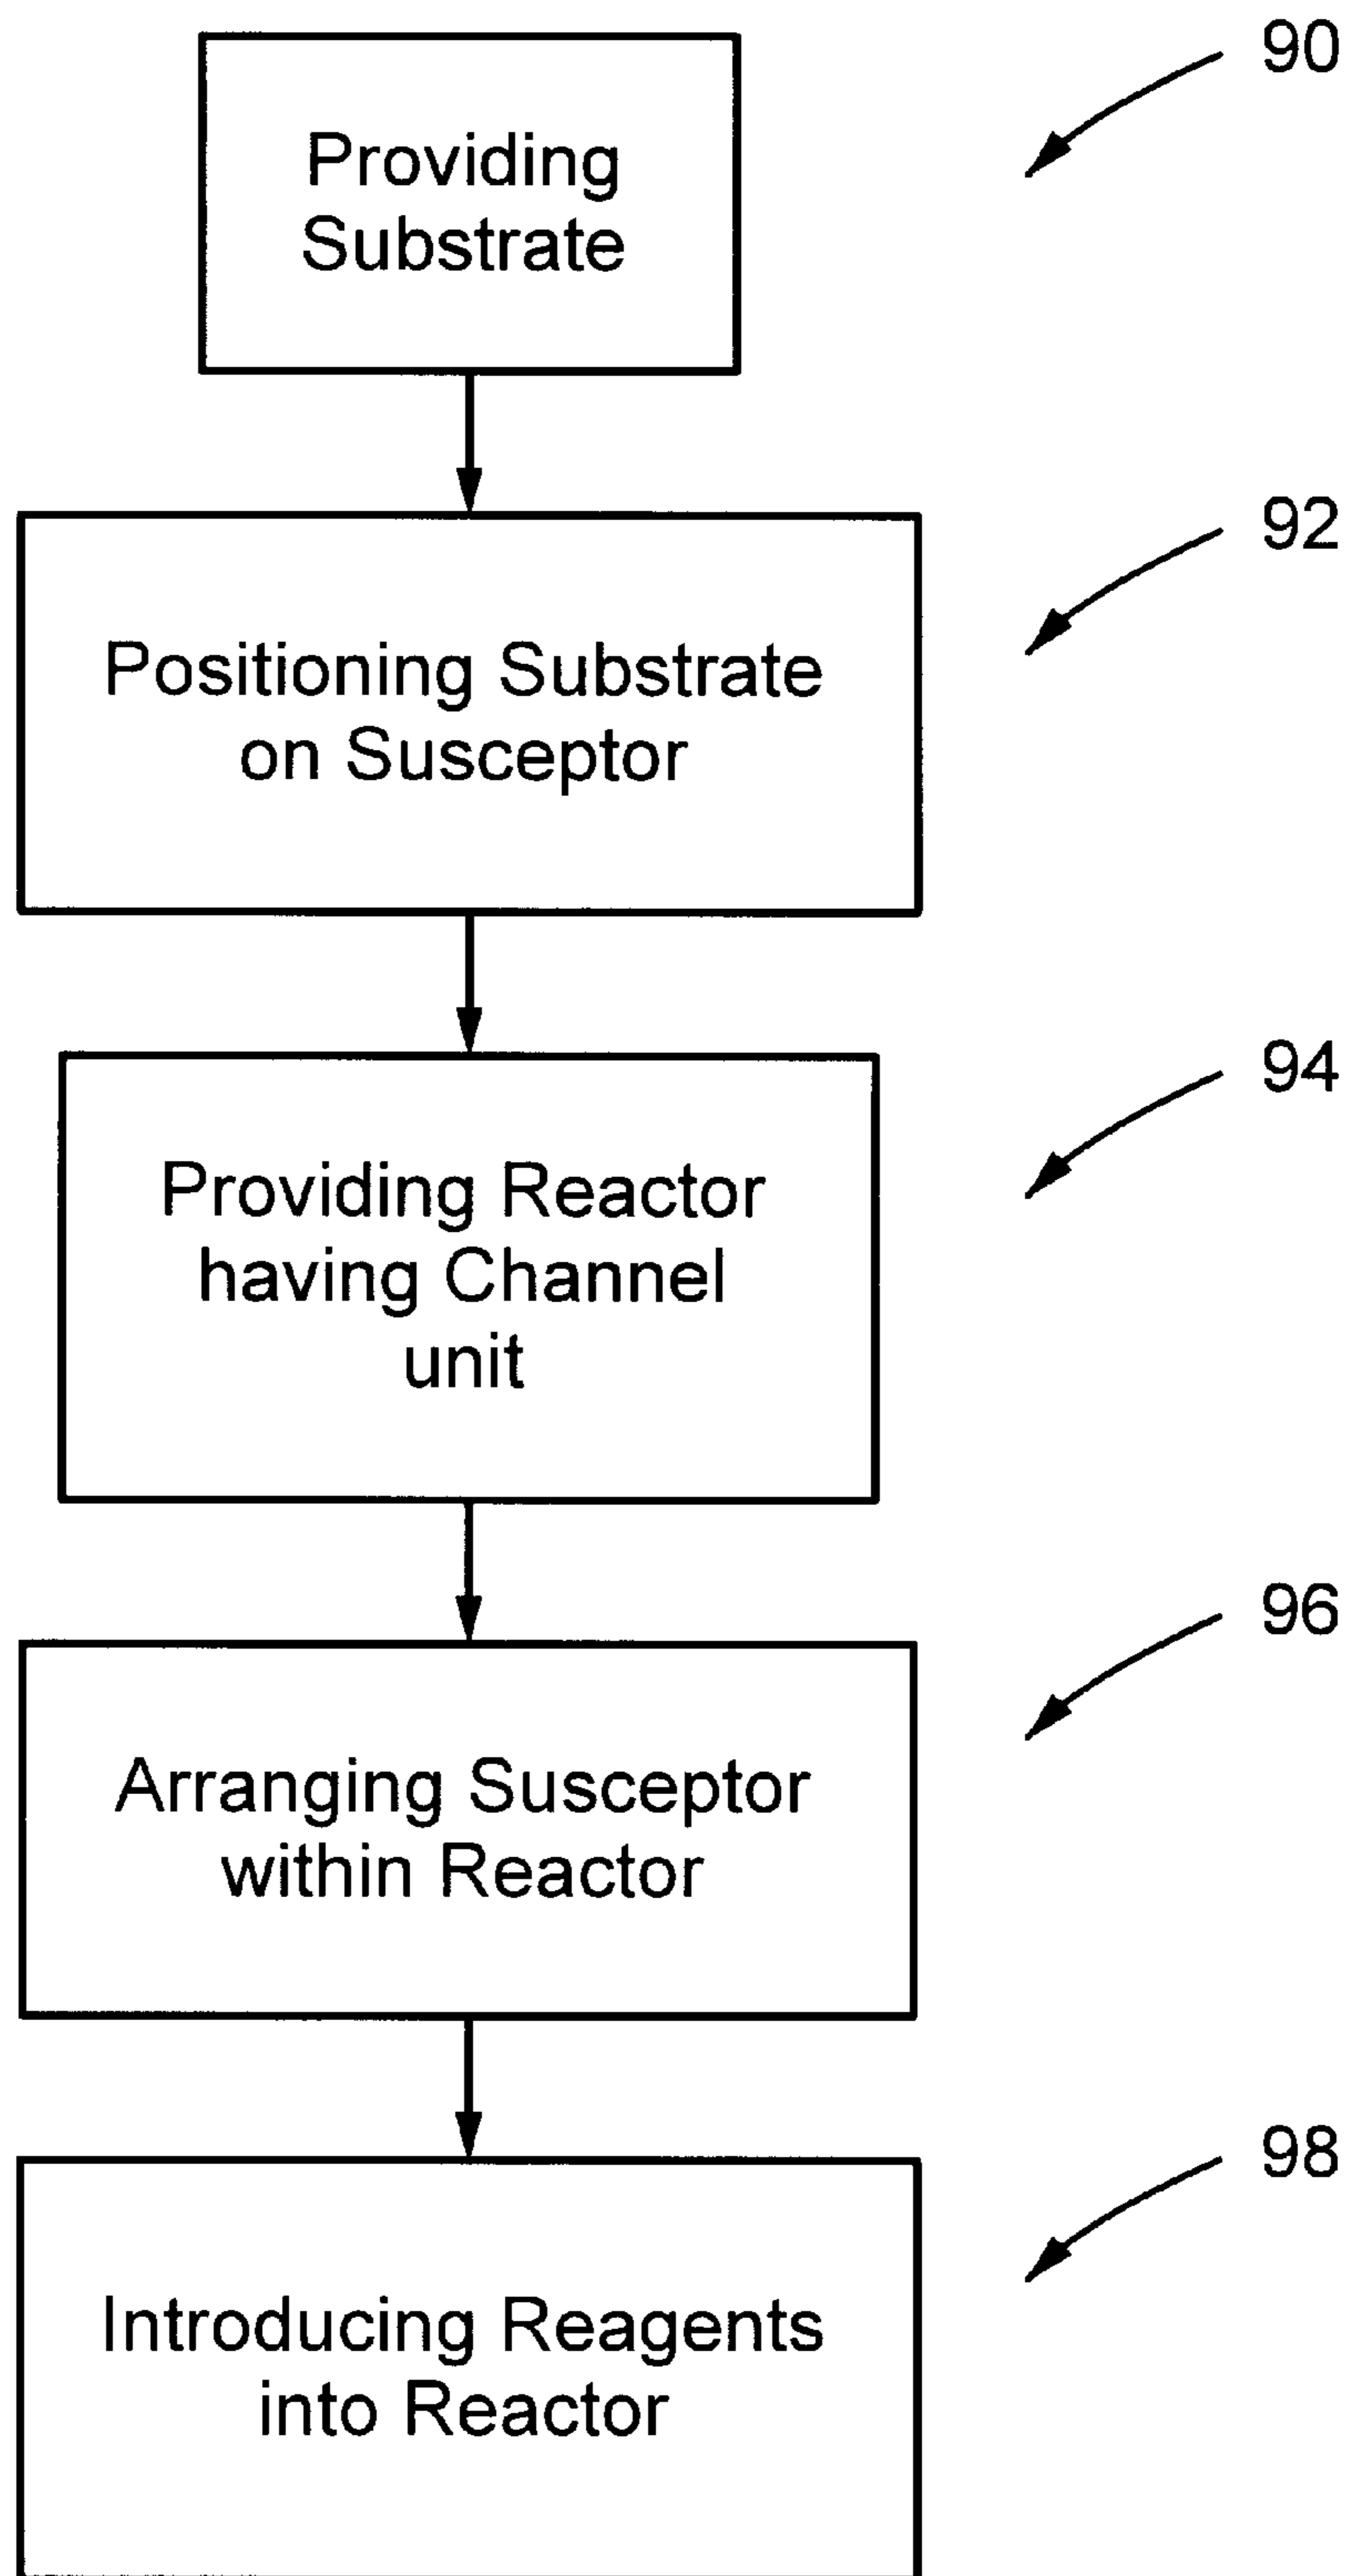 90
Providing
Substrate
92
Positioning Substrate
on Susceptor
94
Providing Reactor
having Channel
unit
96
Arranging Susceptor
within Reactor
98
Introducing Reagents
into Reactor